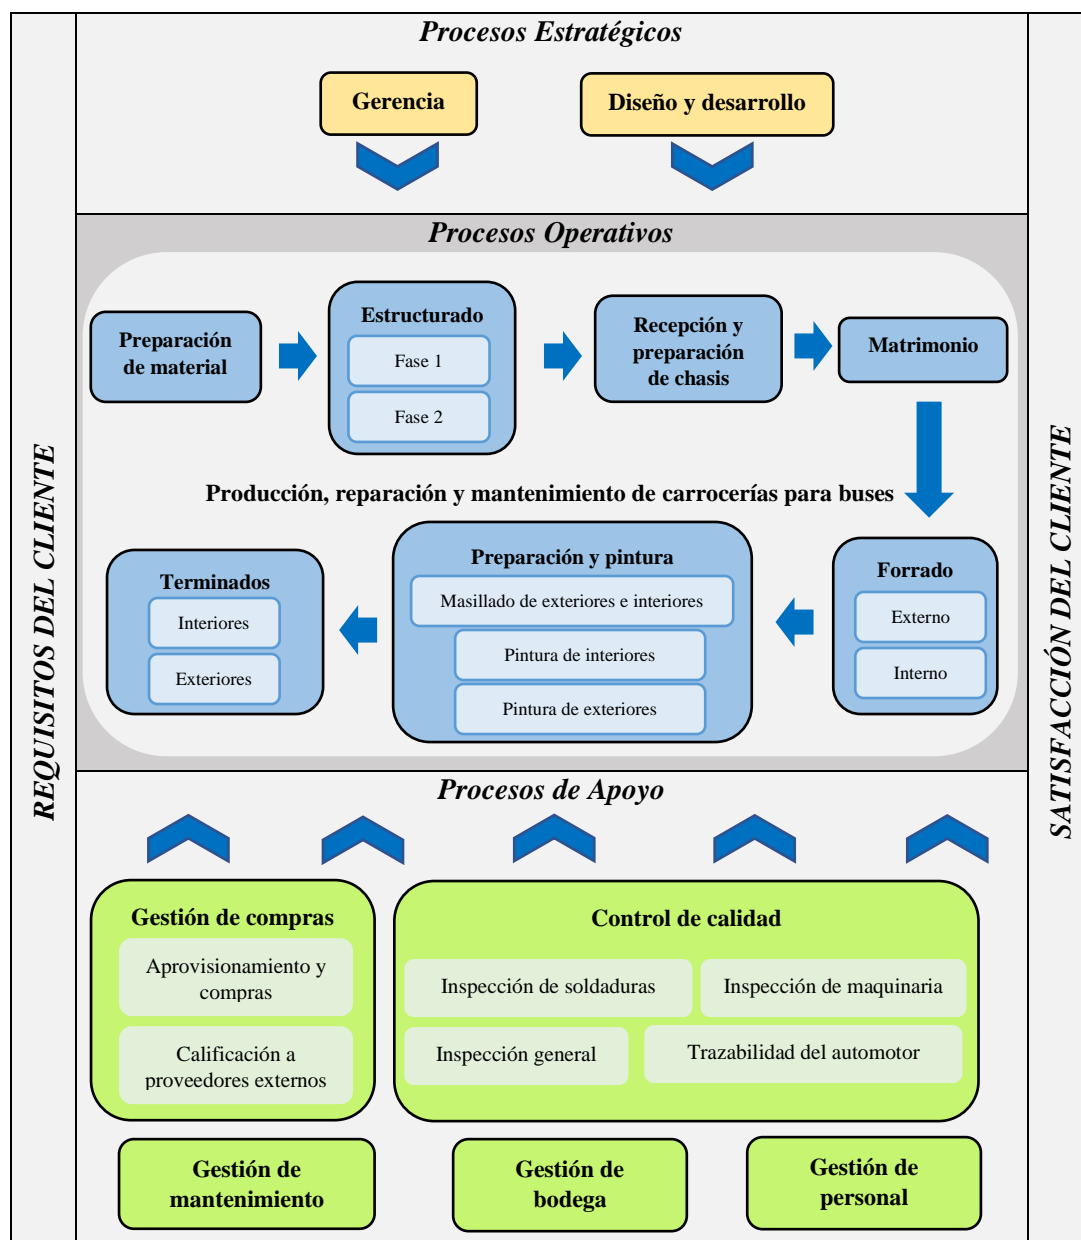 Procesos Estratégicos
Gerencia
Diseño y desarrollo
REQUISITOS DEL CLIENTE
SATISFACCIÓN DEL CLIENTE
Procesos Operativos
Preparación
de material
Estructurado
Fase 1
Fase 2
Recepción y
preparación
de chasis
Matrimonio
Producción, reparación y mantenimiento de carrocerías para buses
Terminados
Interiores
Exteriores
Preparación y pintura
Masillado de exteriores e interiores
Pintura de interiores
Pintura de exteriores
Forrado
Externo
Interno
Procesos de Apoyo
Gestión de compras
Aprovisionamiento y
compras
Calificación a
proveedores externos
Control de calidad
Inspección de soldaduras
Inspección de maquinaria
Inspección general
Trazabilidad del automotor
Gestión de
mantenimiento
Gestión de
bodega
Gestión de
personal